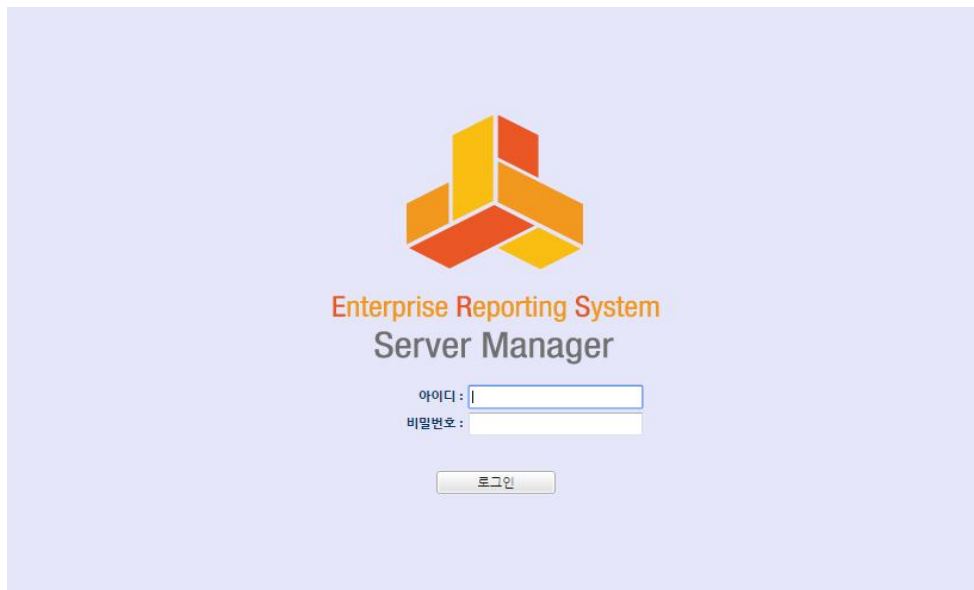 Enterprise Reporting System
Server Manager
아이디 :
비밀번호 :
로그인